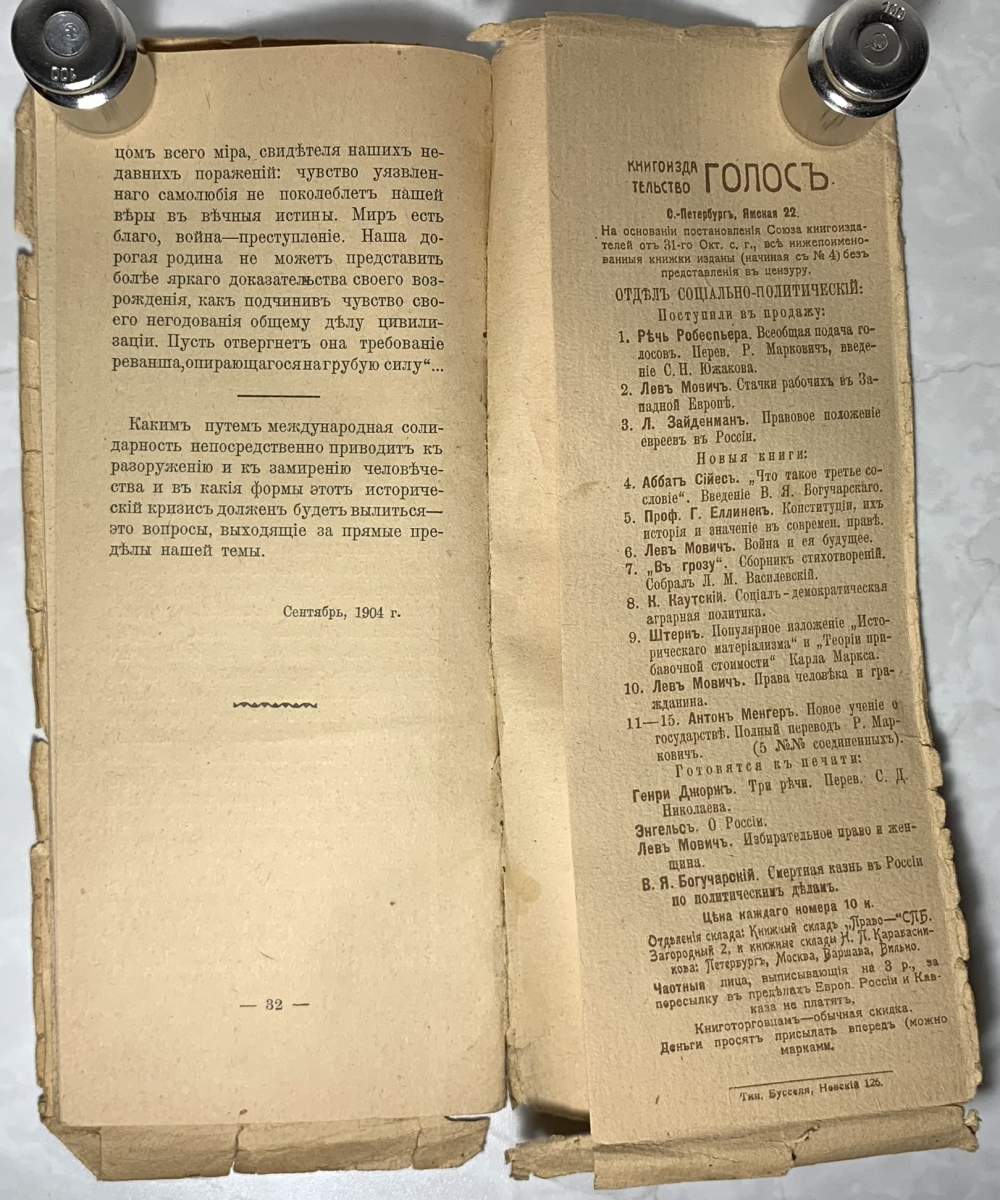 цомъ всего міра, свидѣтеля нашихъ не-
давнихъ пораженій: чувство уязвлен-
наго самолюбія не поколеблетъ нашей
вѣры въ вѣчныя истины. Миръ есть
благо, война—преступленіе. Наша до-
рогая родина не можетъ представить
болѣе яркаго доказательства своего воз-
рожденія, какъ подчинивъ чувство сво-
его негодованія общему дѣлу цивили-
заціи. Пусть отвергнетъ она требованіе
реванша, опирающагося на грубую силу“...
Какимъ путемъ международная соли-
дарность непосредственно приводитъ къ
разоруженію и къ замиренію человѣче-
ства и въ какія формы этотъ историче-
скій кризисъ долженъ будетъ вылиться—
это вопросы, выходящіе за прямые пре-
дѣлы нашей темы.
Сентябрь, 1904 г.
— 32 —
КНИГОИЗДА
ТЕЛЬСТВО ГОЛОСЪ.
С.-Петербургъ, Ямская 22.
На основаніи постановленія Союза книгоизда-
телей отъ 31-го Окт. с. г., всѣ нижепоимено-
ванныя книжки изданы (начиная съ № 4) безъ
представленія въ цензуру.
ОТДѢЛЪ СОЦІАЛЬНО-ПОЛИТИЧЕСКІЙ:
Поступили въ продажу:
1. Рѣчь Робеспьера. Всеобщая подача го-
лосовъ. Перев. Р. Марковичъ, введе-
ніе С. Н. Южакова.
2. Левъ Мовичъ. Стачки рабочихъ въ За-
падной Европѣ.
3. Л. Зайденманъ. Правовое положеніе
евреевъ въ Россіи.
Новыя книги:
4. Аббатъ Сійесъ. „Что такое третье со-
словіе“. Введеніе В. Я. Богучарскаго.
5. Проф. Г. Еллинекъ. Конституціи, ихъ
исторія и значеніе въ современ. правѣ.
6. Левъ Мовичъ. Война и ея будущее.
7. „Въ грозу“. Сборникъ стихотвореній.
Собралъ Л. М. Василевскій.
8. К. Каутскій. Соціалъ-демократическая
аграрная политика.
9. Штернъ. Популярное изложеніе „Исто-
рическаго матеріализма“ и „Теоріи при-
бавочной стоимости“ Карла Маркса.
10. Левъ Мовичъ. Права человѣка и гра-
жданина.
11—15. Антонъ Менгеръ. Новое ученіе о
государствѣ. Полный переводъ Р. Мар-
ковичъ. (5 №№ соединенныхъ).
Готовятся къ печати:
Генри Джоржъ. Три рѣчи. Перев. С. Д.
Николаева.
Энгельсъ. О Россіи.
Левъ Мовичъ. Избирательное право и жен-
щина.
В. Я. Богучарскій. Смертная казнь въ Россіи
по политическимъ дѣламъ.
Цѣна каждаго номера 10 к.
Отдѣленія склада: Книжный складъ „Право—“СПБ.
Загородный 2, и книжные склады Н. П. Карабасни-
кова: Петербургъ, Москва, Варшава, Вильно.
Частныя лица, выписывающія на 3 р., за
пересылку въ предѣлахъ Европ. Россіи и Кав-
каза не платятъ.
Книготорговцамъ—обычная скидка.
Деньги просятъ присылать впередъ (можно
марками.
Тип. Бусселя, Невскій 126.
100
100